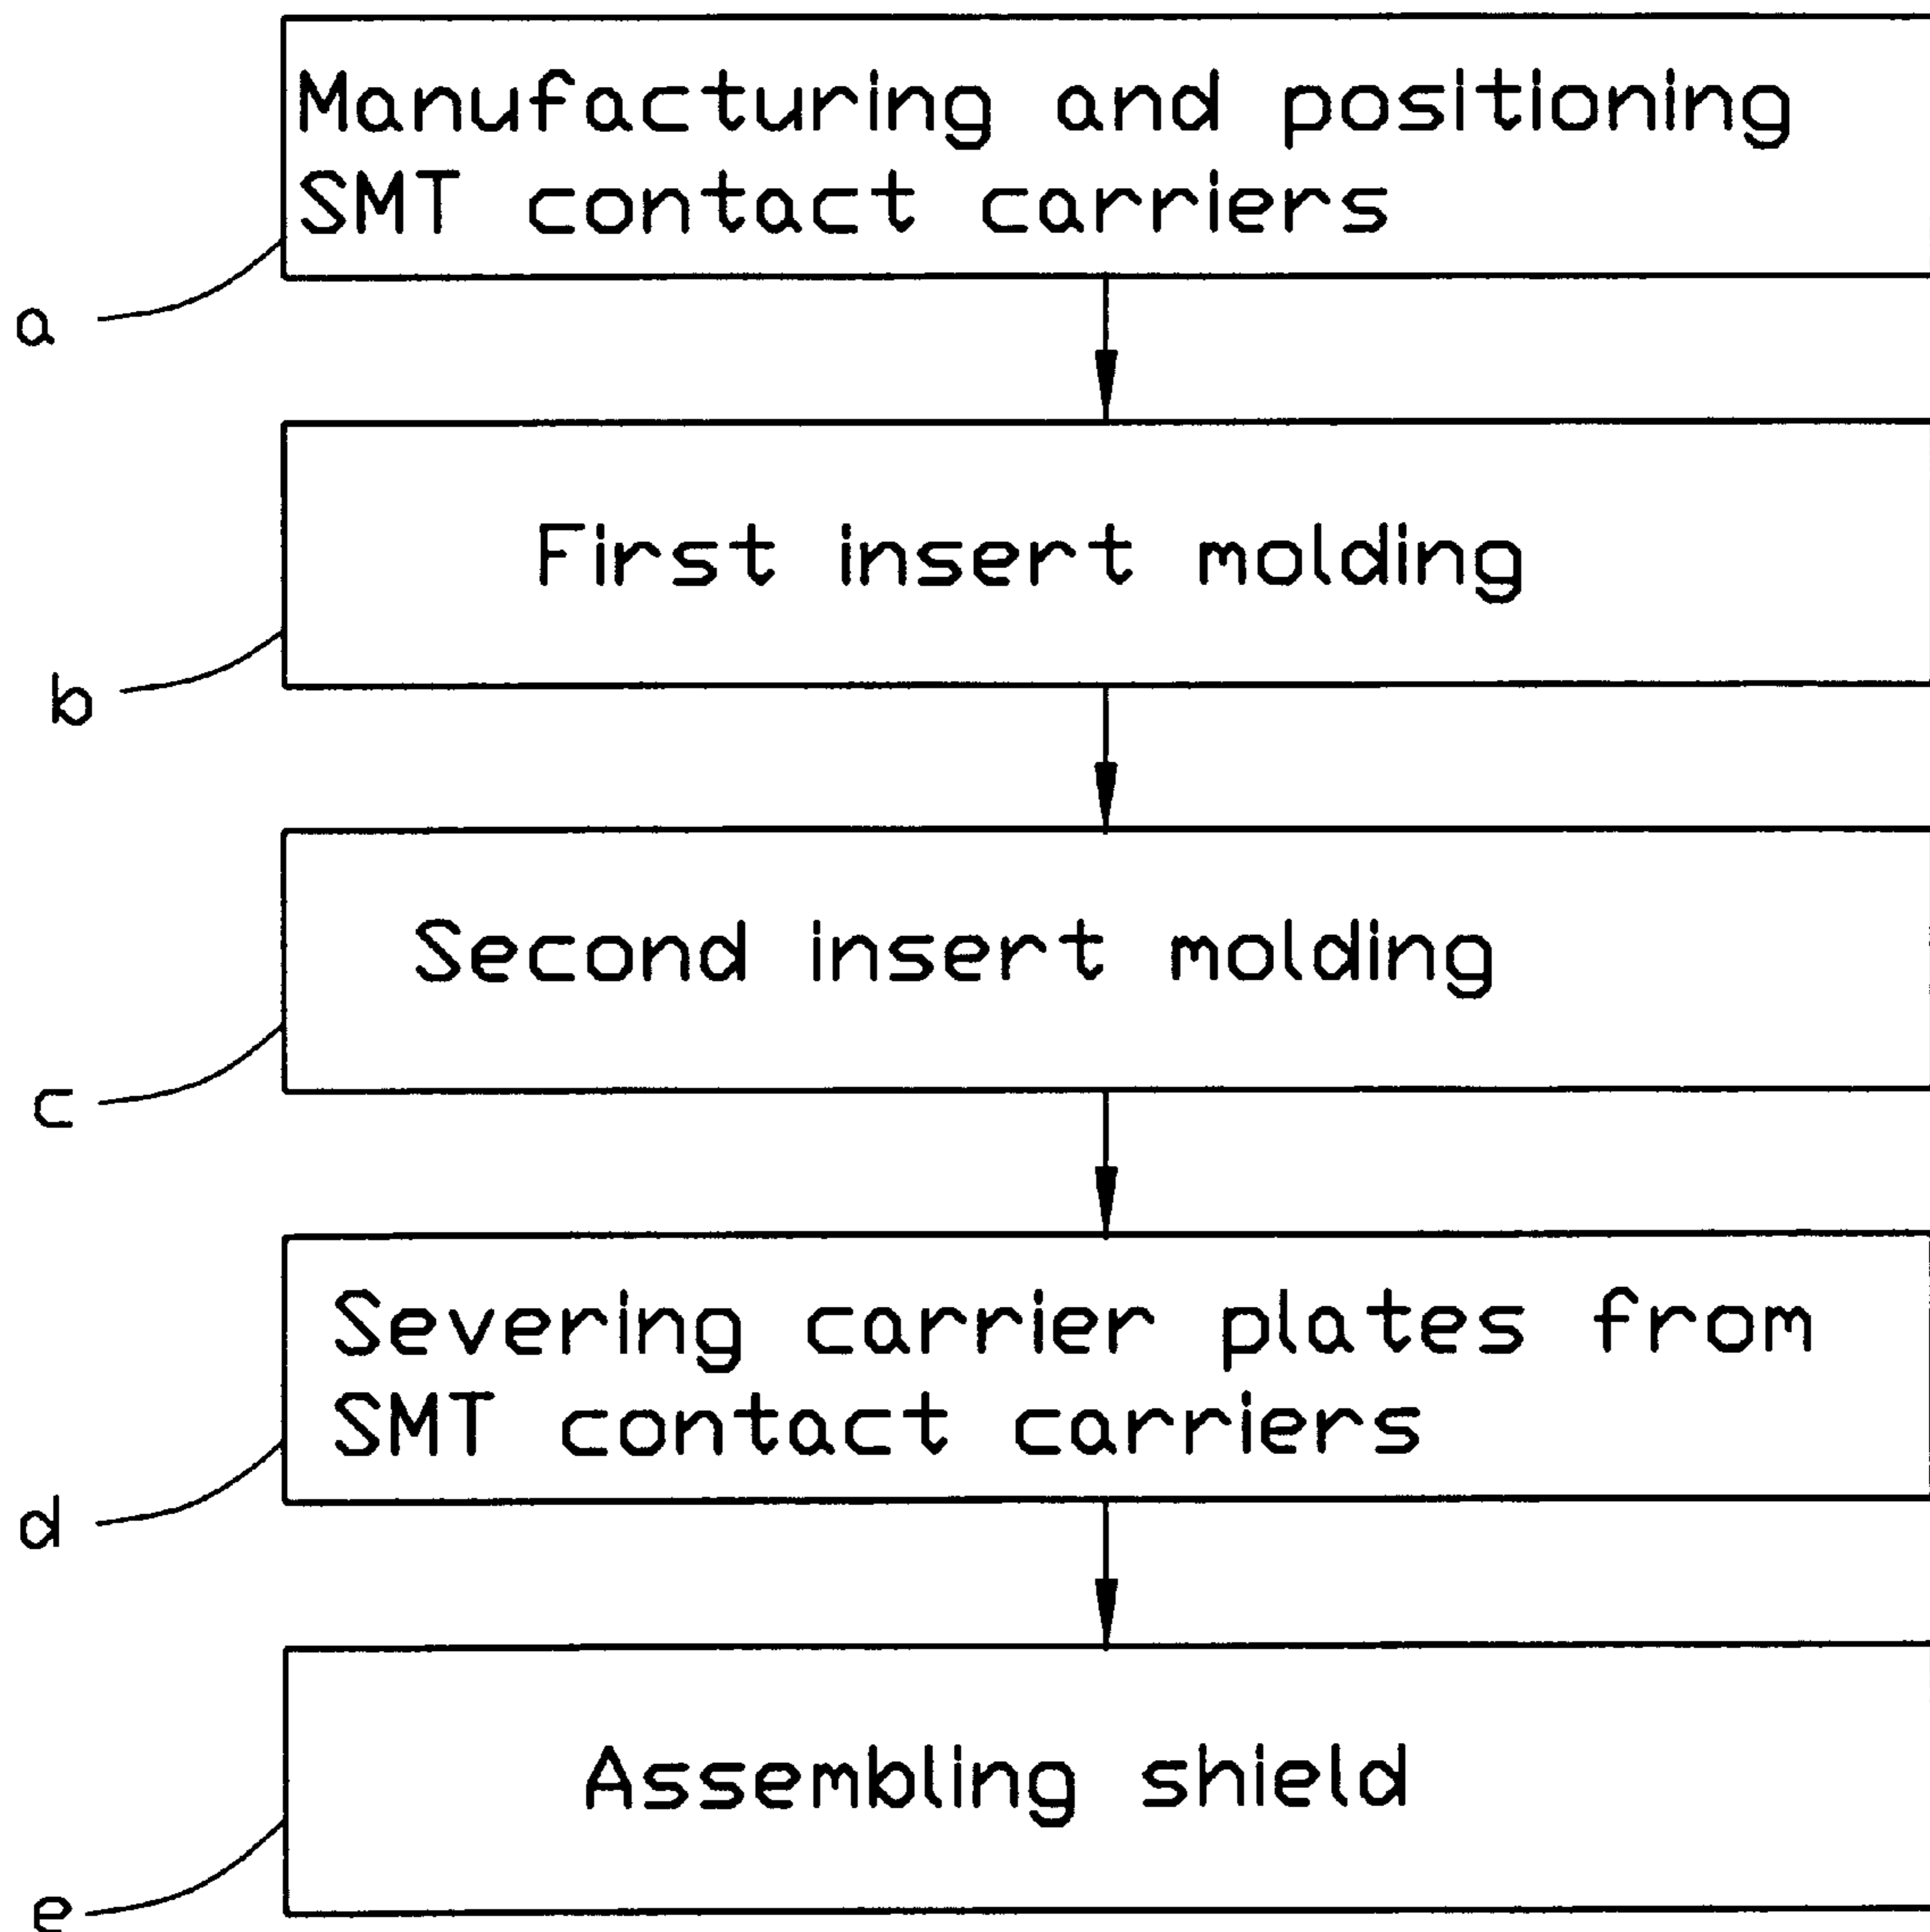 Manufacturing and positioning
SMT contact carriers
a
First insert molding
b
Second insert molding
c
Severing carrier plates from
SMT contact carriers
d
Assembling shield
e